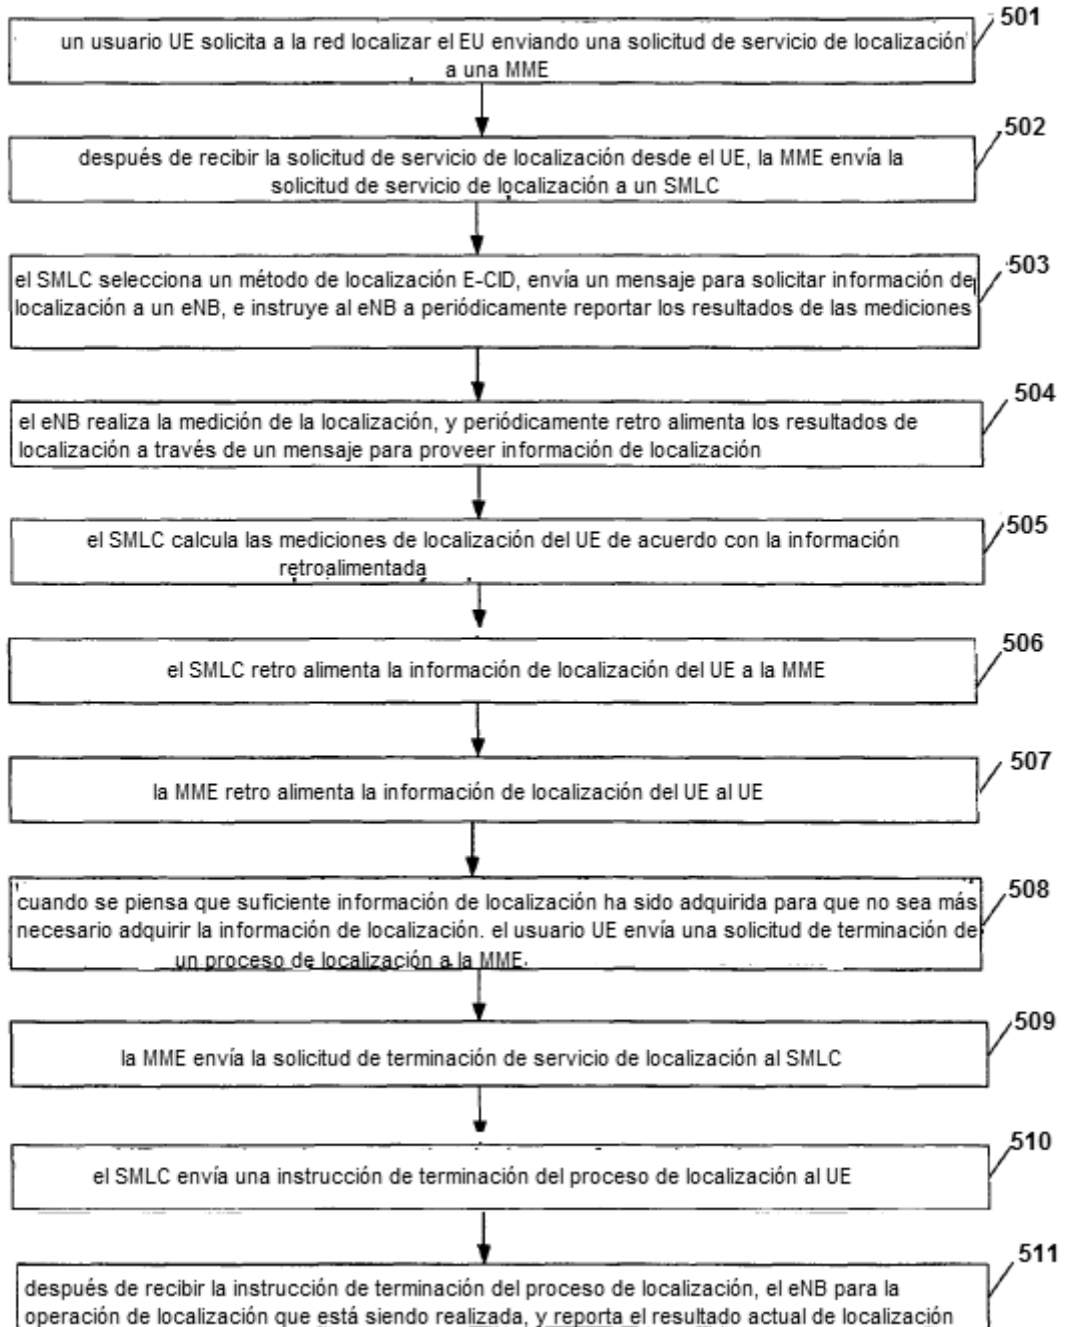 501
un usuario UE solicita a la red localizar el EU enviando una solicitud de servicio de localización
a una MME
502
después de recibir la solicitud de servicio de localización desde el UE, la MME envía la
solicitud de servicio de localización a un SMLC
503
el SMLC selecciona un método de localización E-CID, envía un mensaje para solicitar información de
localización a un eNB, e instruye al eNB a periódicamente reportar los resultados de las mediciones
504
el eNB realiza la medición de la localización, y periódicamente retro alimenta los resultados de
localización a través de un mensaje para proveer información de localización
505
el SMLC calcula las mediciones de localización del UE de acuerdo con la información
retroalimentada
506
el SMLC retro alimenta la información de localización del UE a la MME
507
la MME retro alimenta la información de localización del UE al UE
508
cuando se piensa que suficiente información de localización ha sido adquirida para que no sea más
necesario adquirir la información de localización. el usuario UE envía una solicitud de terminación de
un proceso de localización a la MME.
509
la MME envía la solicitud de terminación de servicio de localización al SMLC
510
el SMLC envía una instrucción de terminación del proceso de localización al UE
511
después de recibir la instrucción de terminación del proceso de localización, el eNB para la
operación de localización que está siendo realizada, y reporta el resultado actual de localización